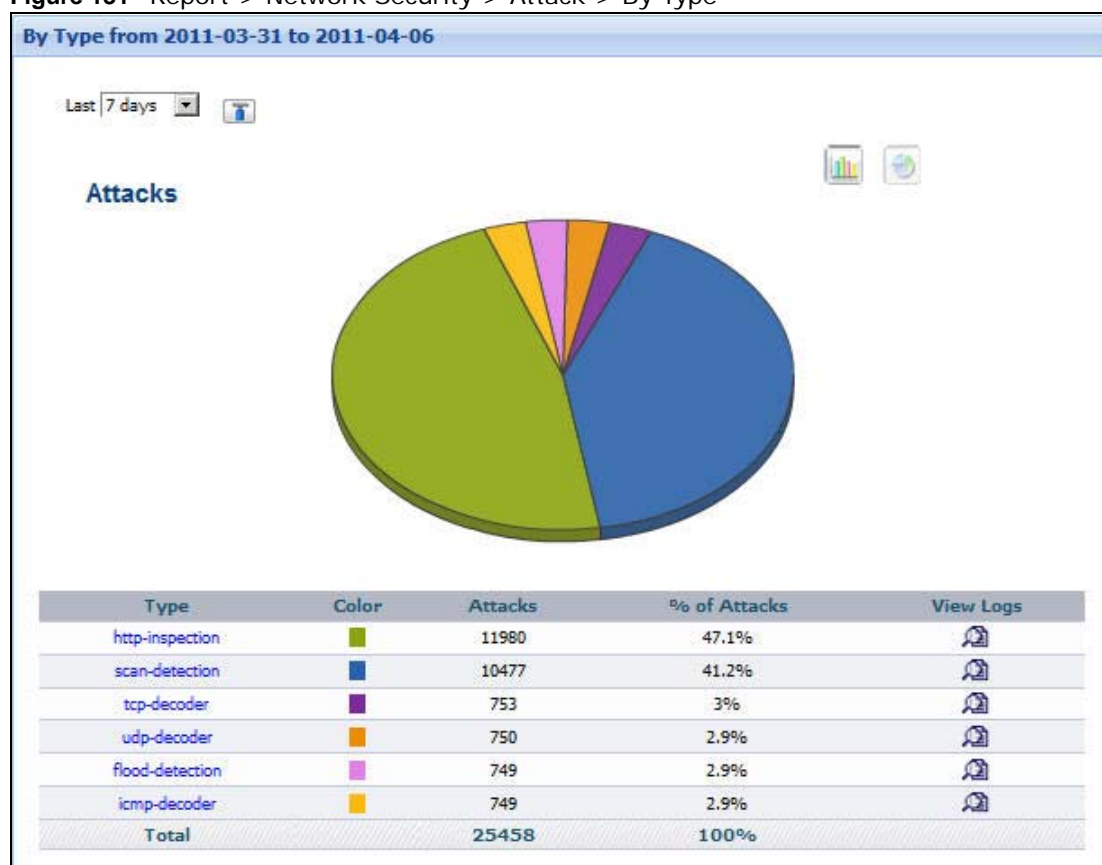 Figure 151 Report > Network Security > Attack > By Type
By Type from 2011-03-31 to 2011-04-06
Last 7 days
Attacks
Type Color Attacks % of Attacks View Logs
http-inspection 11980 47.1%
scan-detection 10477 41.2%
tcp-decoder 753 3%
udp-decoder 750 2.9%
flood-detection 749 2.9%
icmp-decoder 749 2.9%
Total 25458 100%